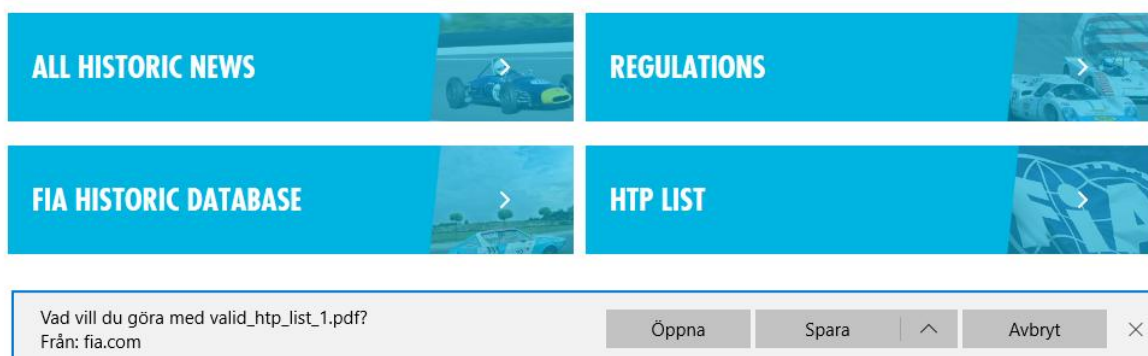 ALL HISTORIC NEWS
REGULATIONS
FIA HISTORIC DATABASE
HTP LIST
Vad vill du göra med valid_htp_list_1.pdf?
Från: fia.com
Öppna
Spara
Avbryt